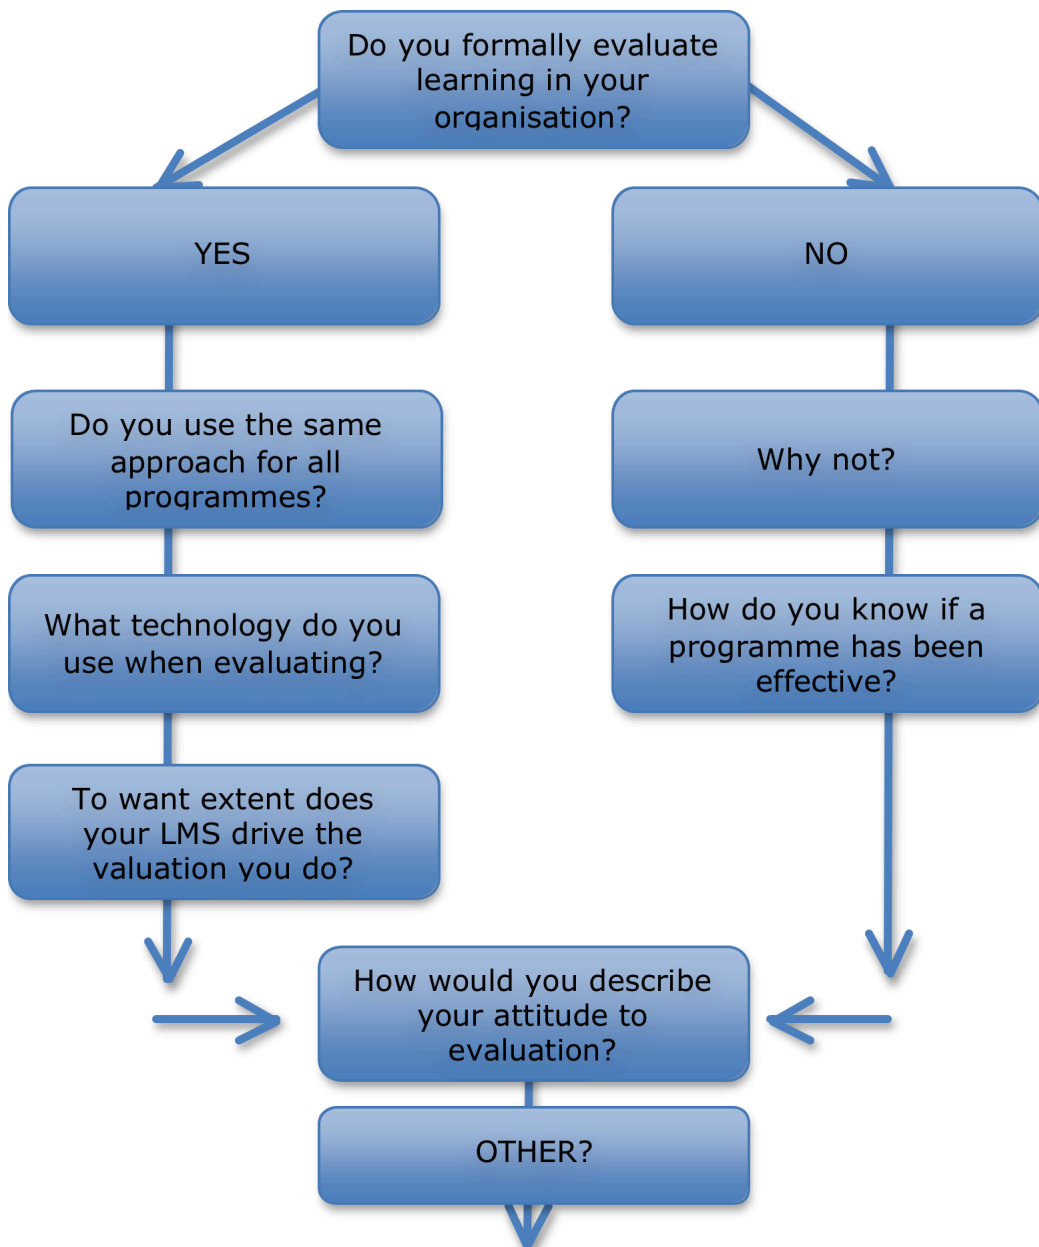 Do you formally evaluate
learning in your
organisation?
YES
NO
Do you use the same
approach for all
programmes?
Why not?
What technology do you
use when evaluating?
How do you know if a
programme has been
effective?
To want extent does
your LMS drive the
valuation you do?
How would you describe
your attitude to
evaluation?
OTHER?